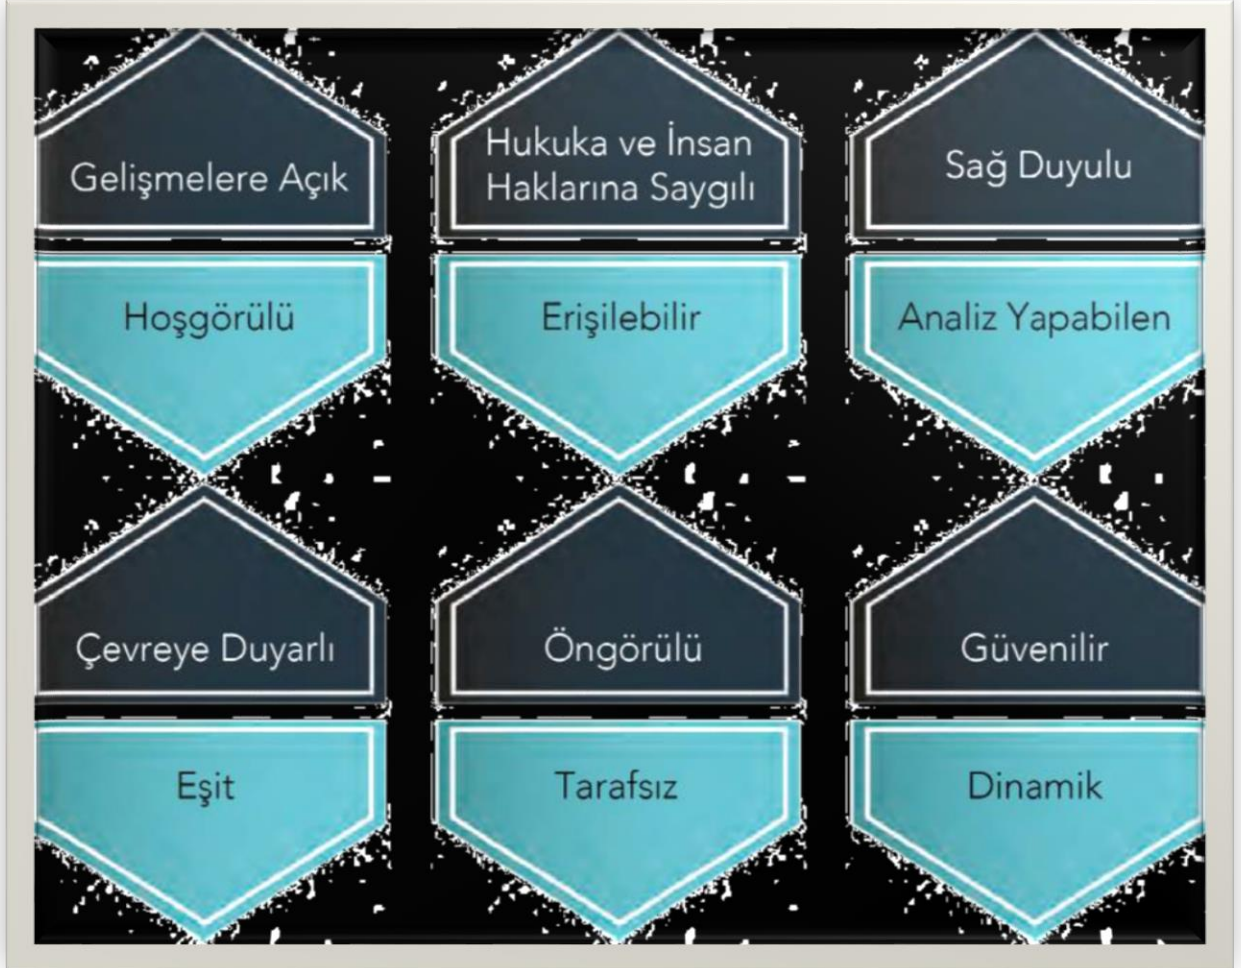 Gelişmelere Açık
Hukuka ve İnsan
Haklarına Saygılı
Sağ Duyulu
Hoşgörülü
Erişilebilir
Analiz Yapabilen
Çevreye Duyarlı
Öngörülü
Güvenilir
Eşit
Tarafsız
Dinamik